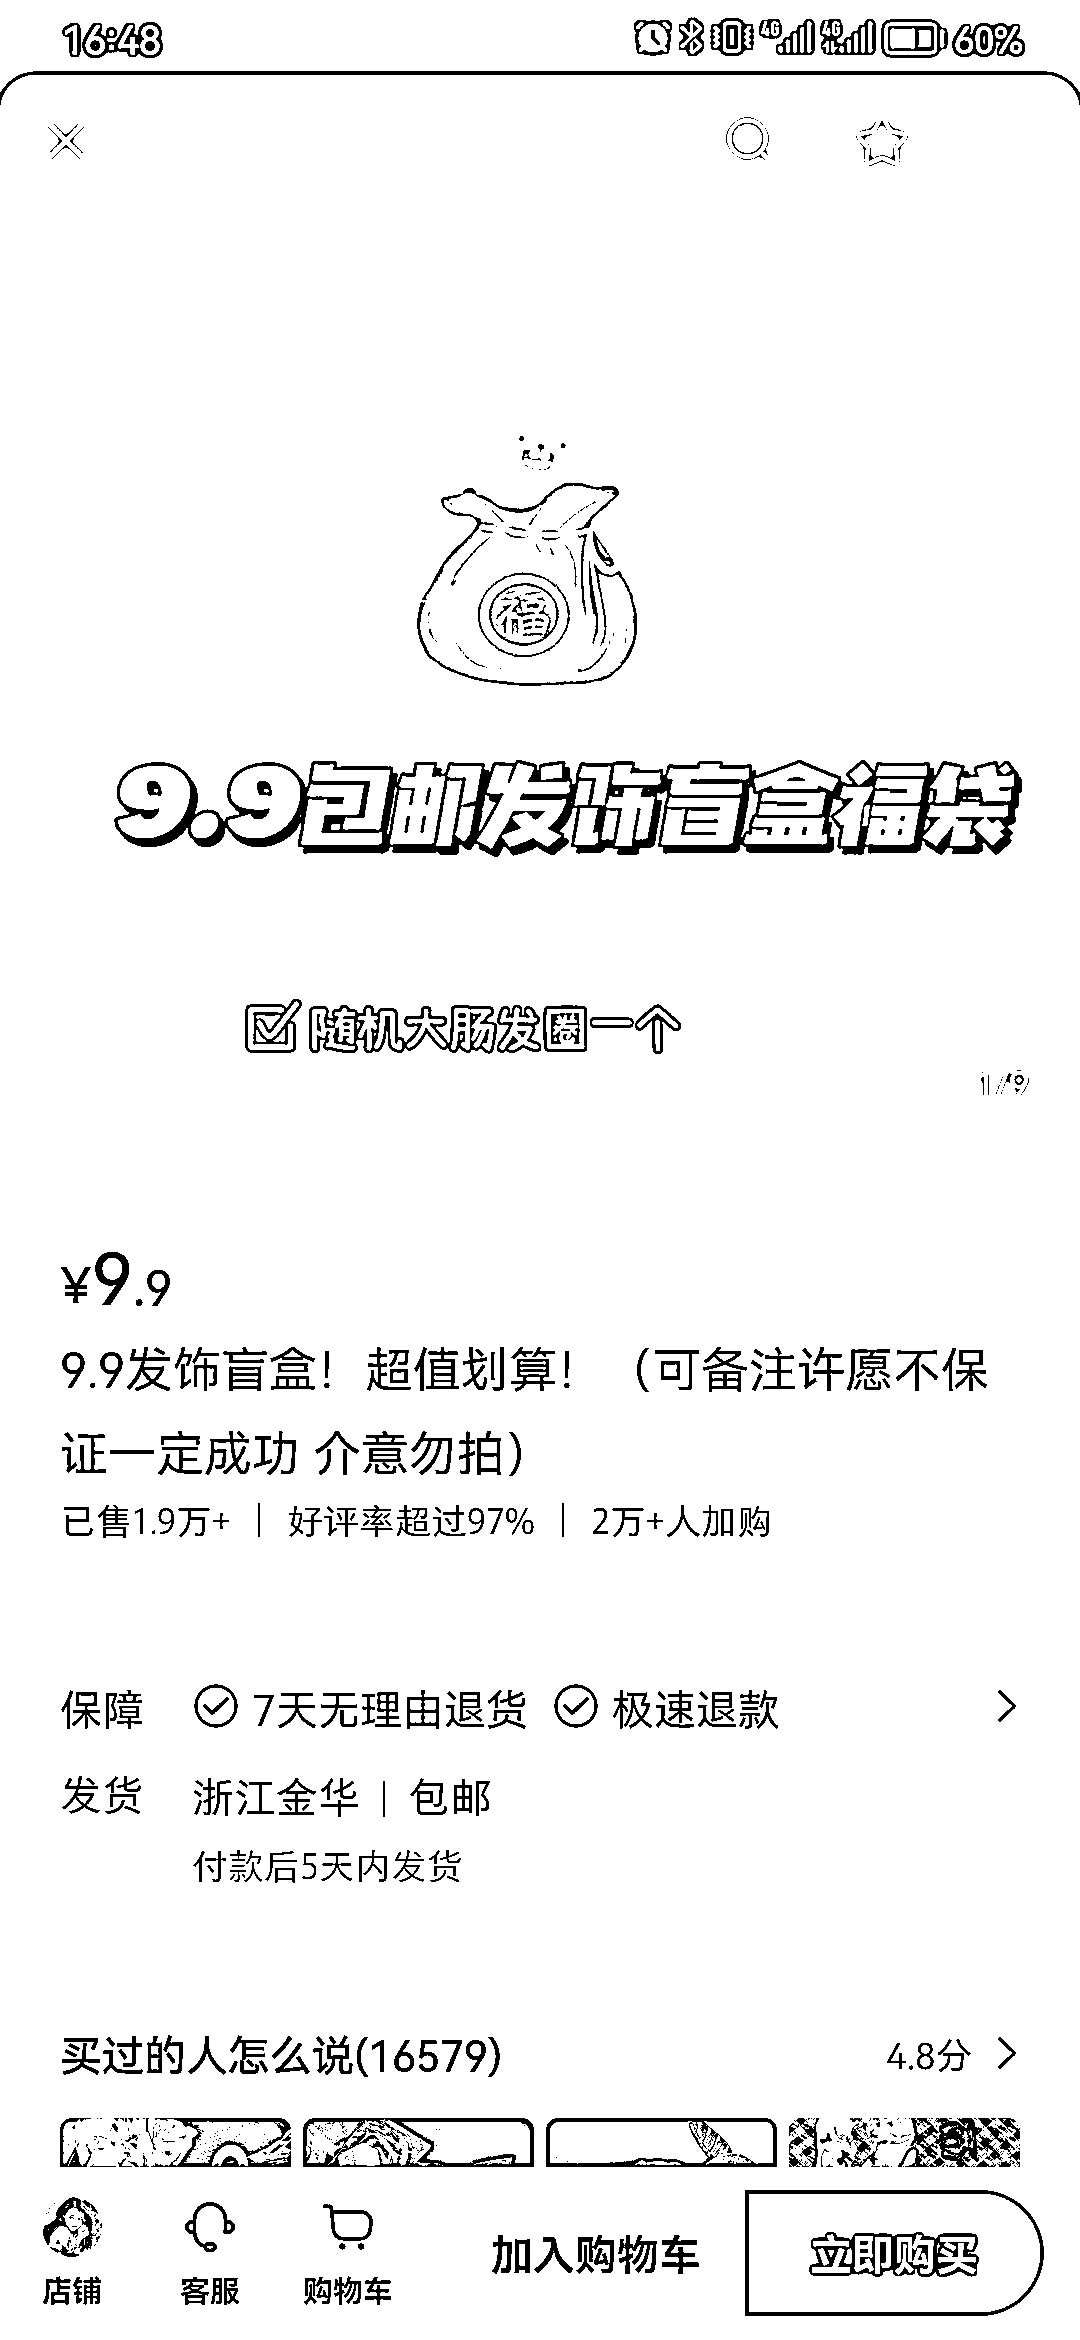 16:48
4G 4G 60%
福
9.9包邮发饰盲盒福袋
随机大肠发圈一个
1/9
¥9.9
9.9发饰盲盒！超值划算！（可备注许愿不保
证一定成功 介意勿拍）
已售1.9万+ | 好评率超过97% | 2万+人加购
保障 7天无理由退货 极速退款
发货 浙江金华 | 包邮
付款后5天内发货
买过的人怎么说(16579) 4.8分
加入购物车 立即购买
店铺 客服 购物车